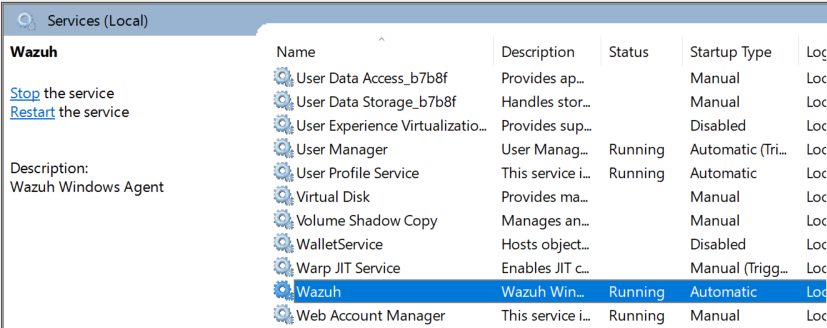 Services (Local)
Wazuh
Stop the service
Restart the service
Description:
Wazuh Windows Agent
Name Description Status Startup Type Log
User Data Access_b7b8f Provides ap... Manual Loc
User Data Storage_b7b8f Handles stor... Manual Loc
User Experience Virtualizatio... Provides sup... Disabled Loc
User Manager User Manag... Running Automatic (Tri... Loc
User Profile Service This service i... Running Automatic Loc
Virtual Disk Provides ma... Manual Loc
Volume Shadow Copy Manages an... Manual Loc
WalletService Hosts object... Disabled Loc
Warp JIT Service Enables JIT c... Manual (Trigg... Loc
Wazuh Wazuh Win... Running Automatic Loc
Web Account Manager This service i... Running Manual Loc